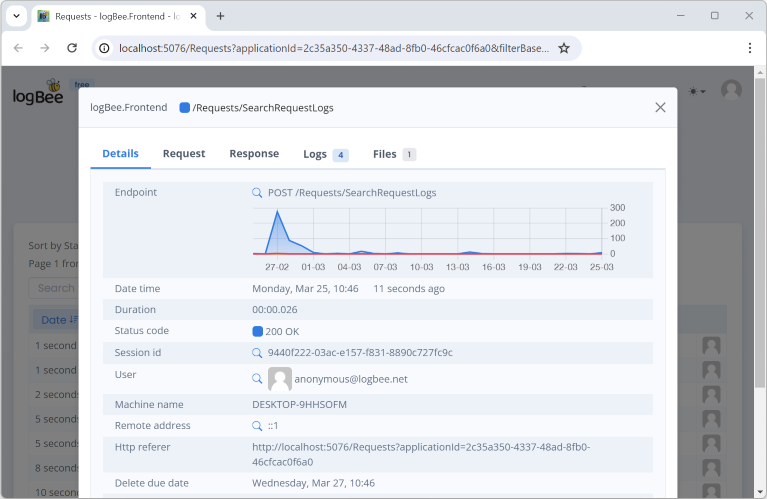 Requests - logBee.Frontend - lo
localhost:5076/Requests?applicationId=2c35a350-4337-48ad-8fb0-46cfcac0f6a0&filterBase...
logBee
free
logBee.Frontend /Requests/SearchRequestLogs
Details Request Response Logs 4 Files 1
Endpoint POST /Requests/SearchRequestLogs
300
200
100
0
27-02 01-03 04-03 07-03 10-03 13-03 16-03 19-03 22-03 25-03
Date time Monday, Mar 25, 10:46 11 seconds ago
Duration 00:00.026
Status code 200 OK
Session id 9440f222-03ac-e157-f831-8890c727fc9c
User anonymous@logbee.net
Machine name DESKTOP-9HHSOFM
Remote address ::1
Http referer http://localhost:5076/Requests?applicationId=2c35a350-4337-48ad-8fb0-
46cfcac0f6a0
Delete due date Wednesday, Mar 27, 10:46
Sort by Sta
Page 1 from
Search
Date
1 second
1 second
2 seconds
5 seconds
5 seconds
8 seconds
10 second